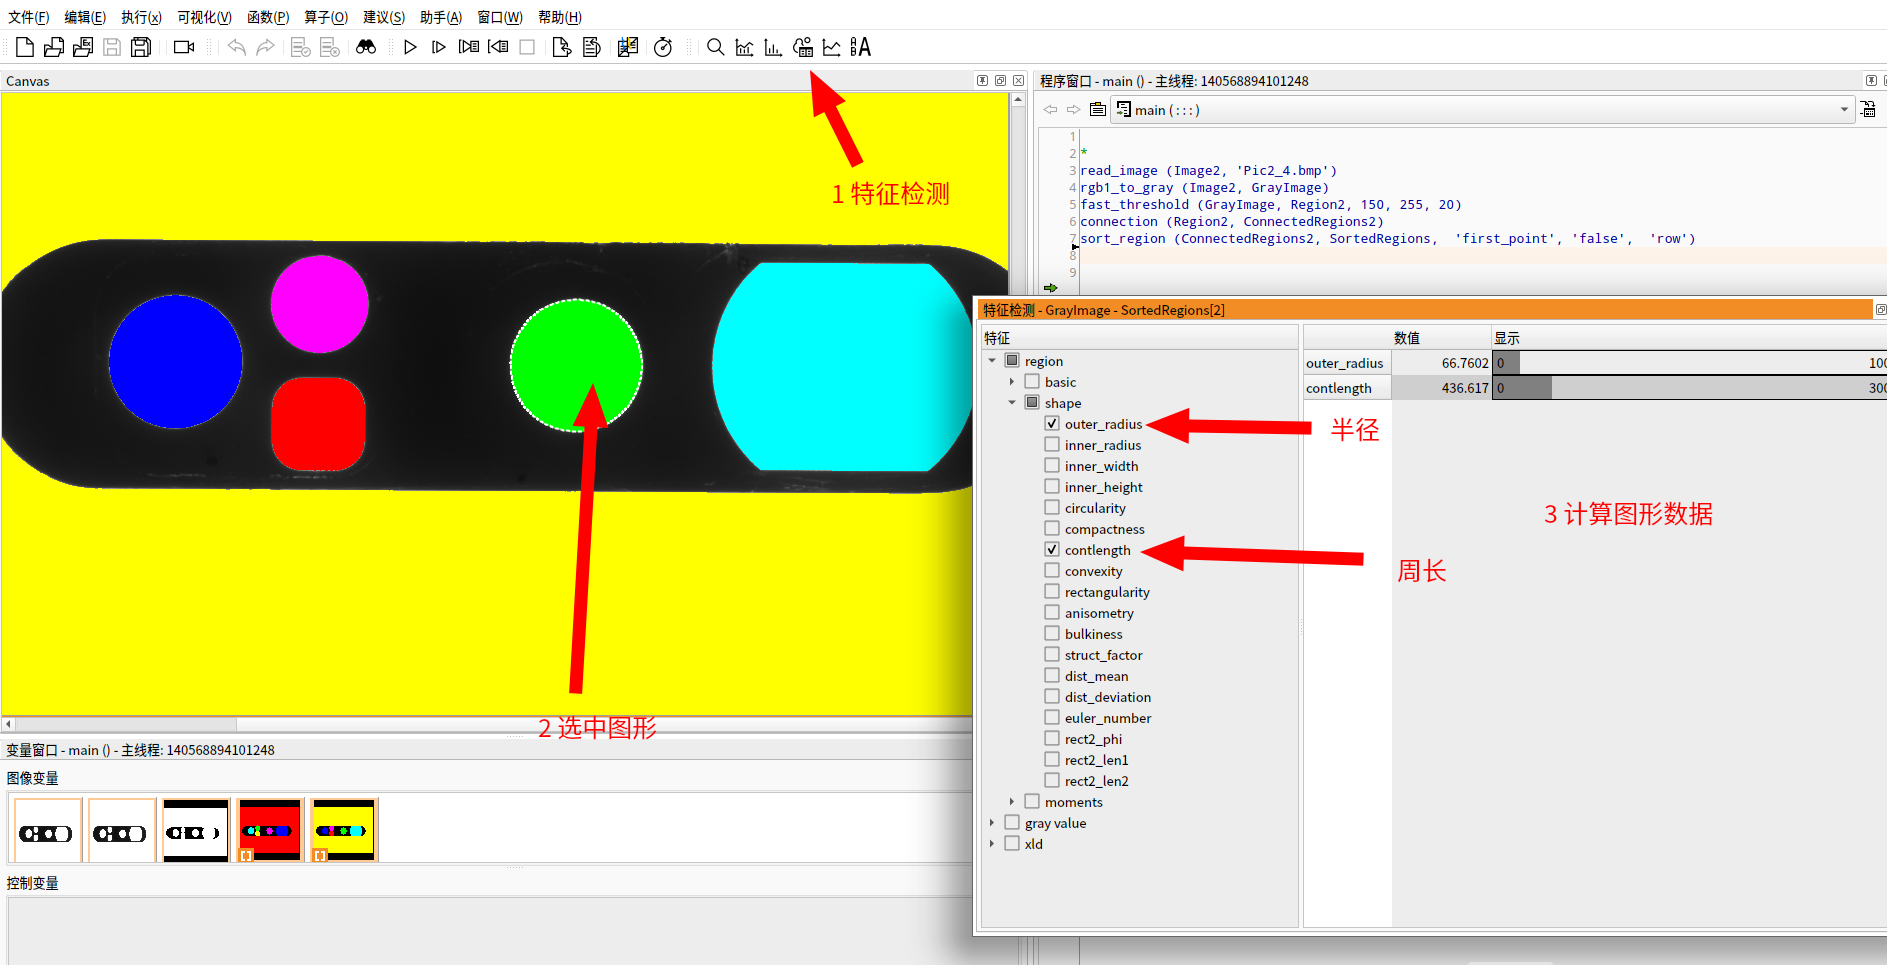 文件(F) 编辑(E) 执行(x) 可视化(V) 函数(P) 算子(O) 建议(S) 助手(A) 窗口(W) 帮助(H)
Canvas
1 特征检测
2 选中图形
程序窗口 - main () - 主线程: 140568894101248
main (:::)
1
2 *
3 read_image (Image2, 'Pic2_4.bmp')
4 rgb1_to_gray (Image2, GrayImage)
5 fast_threshold (GrayImage, Region2, 150, 255, 20)
6 connection (Region2, ConnectedRegions2)
7 sort_region (ConnectedRegions2, SortedRegions,  'first_point', 'false',  'row')
8
9
特征检测 - GrayImage - SortedRegions[2]
特征 数值 显示
region
basic
shape
outer_radius
inner_radius
inner_width
inner_height
circularity
compactness
contlength
convexity
rectangularity
anisometry
bulkiness
struct_factor
dist_mean
dist_deviation
euler_number
rect2_phi
rect2_len1
rect2_len2
moments
gray value
xld
outer_radius 66.7602 0 100
contlength 436.617 0 300
半径
周长
3 计算图形数据
变量窗口 - main () - 主线程: 140568894101248
图像变量
控制变量